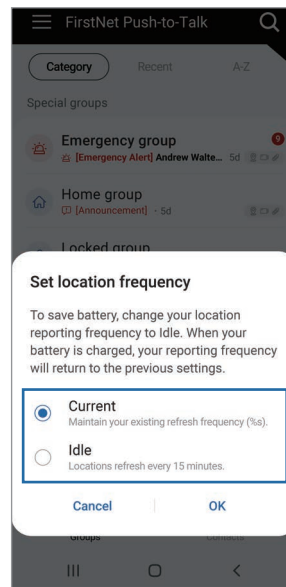 FirstNet Push-to-Talk
Category Recent A-Z
Special groups
Emergency group 9
[Emergency Alert] Andrew Walte... 5d
Home group
[Announcement] - 5d
Locked group
Set location frequency
To save battery, change your location
reporting frequency to Idle. When your
battery is charged, your reporting frequency
will return to the previous settings.
Current
Maintain your existing refresh frequency (%s).
Idle
Locations refresh every 15 minutes.
Cancel OK
Groups Contacts